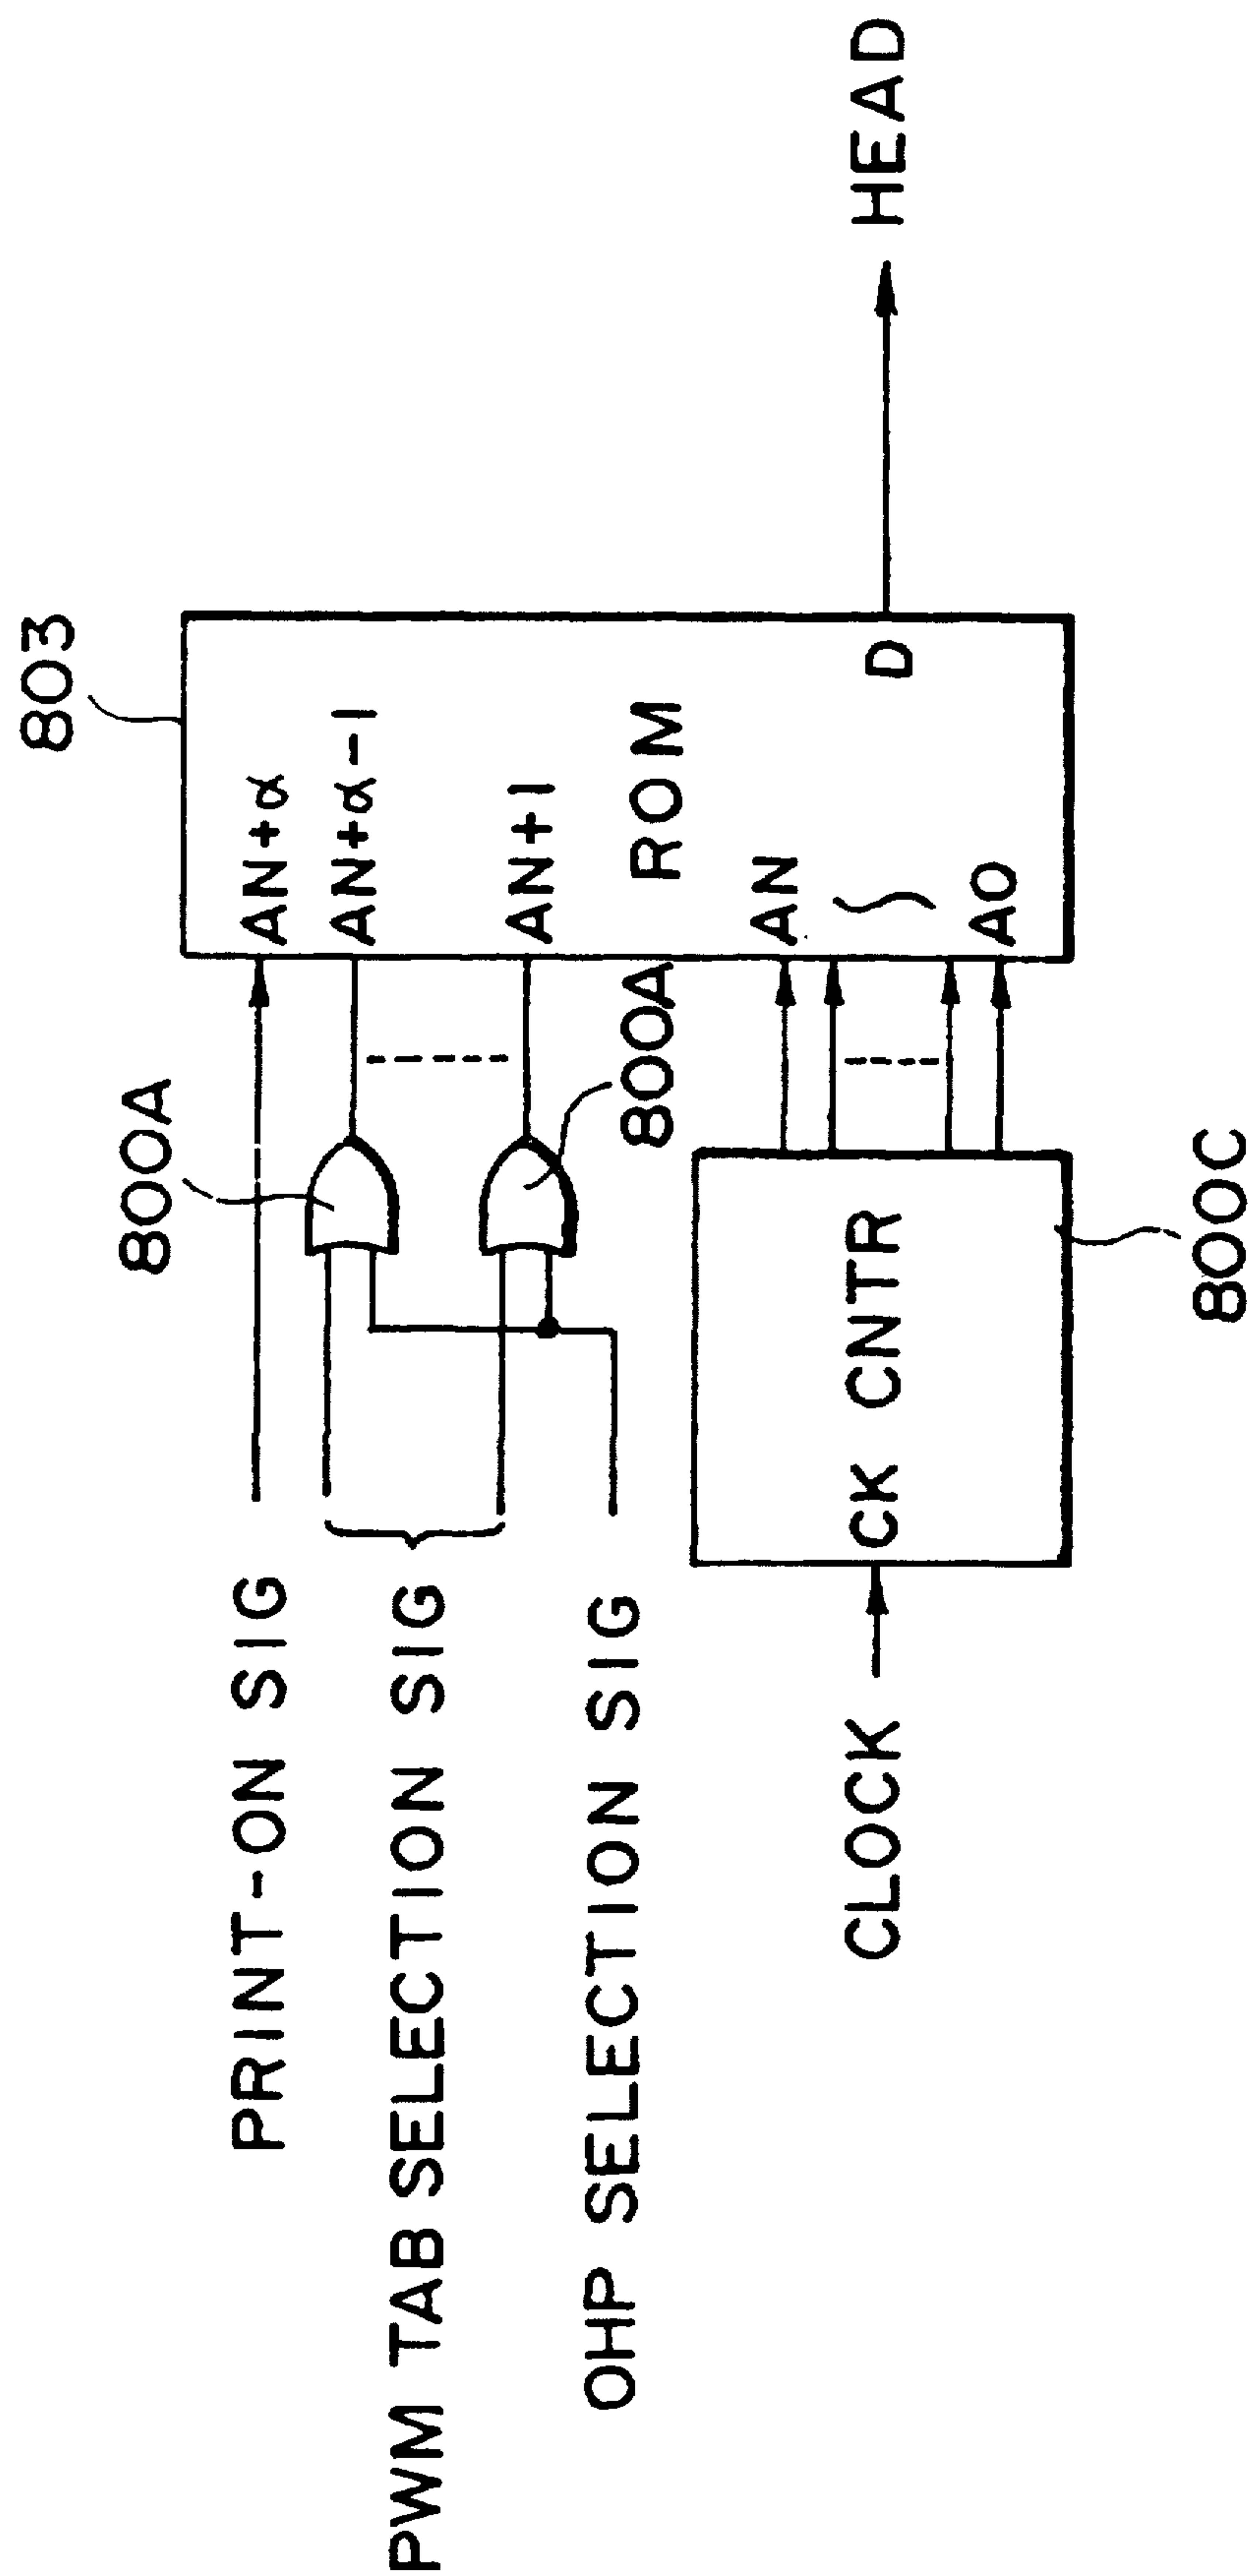 803
800A
PRINT-ON SIG
AN+α
PWM TAB SELECTION SIG
AN+α-1
AN+1
800A
OHP SELECTION SIG
ROM
AN
CLOCK
CK CNTR
D
HEAD
A0
800C